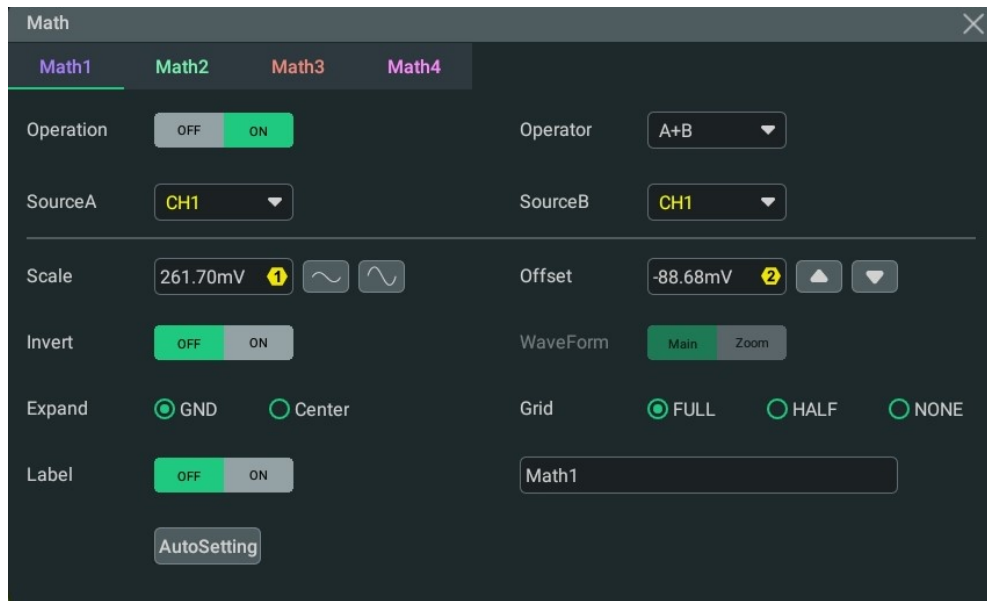 Math
Math1 Math2 Math3 Math4
Operation OFF ON Operator A+B
SourceA CH1 SourceB CH1
Scale 261.70mV 1 Offset -88.68mV 2
Invert OFF ON WaveForm Main Zoom
Expand GND Center Grid FULL HALF NONE
Label OFF ON Math1
AutoSetting